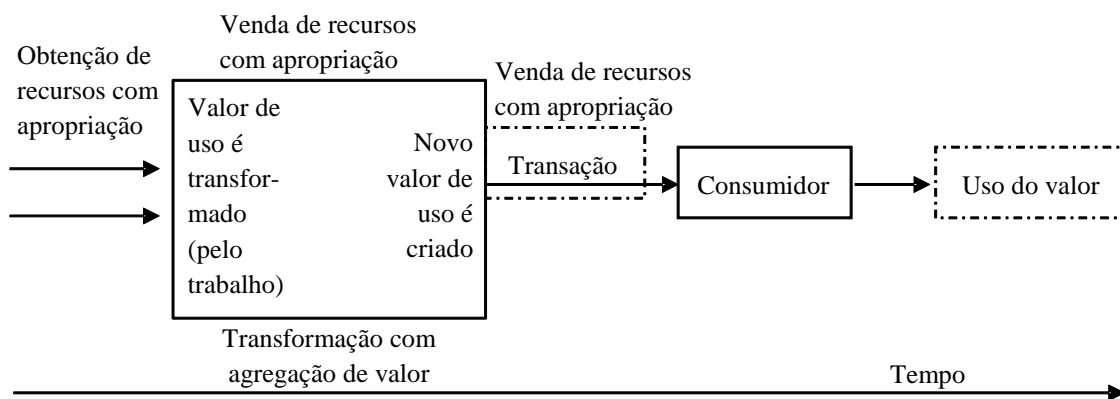 Venda de recursos
com apropriação
Obtenção de
recursos com
apropriação
Valor de
uso é
transfor-
mado
(pelo
trabalho)
Novo
valor de
uso é
criado
Venda de recursos
com apropriação
Transação
Consumidor
Uso do valor
Transformação com
agregação de valor
Tempo